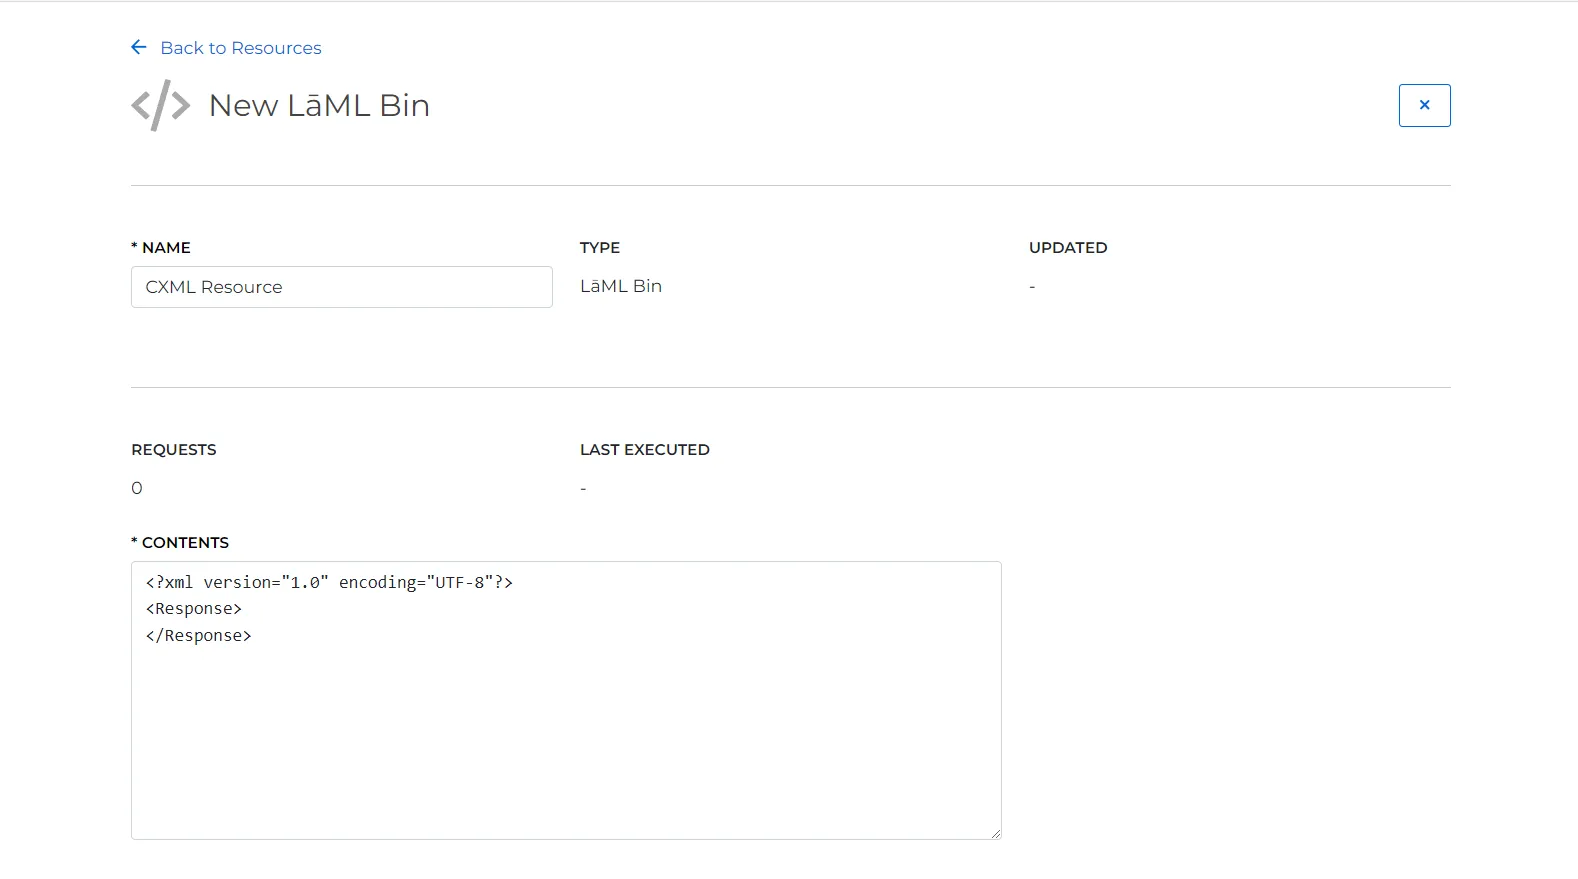 Back to Resources
</> New LāML Bin
×
* NAME
TYPE
UPDATED
CXML Resource
LāML Bin
-
REQUESTS
LAST EXECUTED
0
-
* CONTENTS
<?xml version="1.0" encoding="UTF-8"?>
<Response>
</Response>